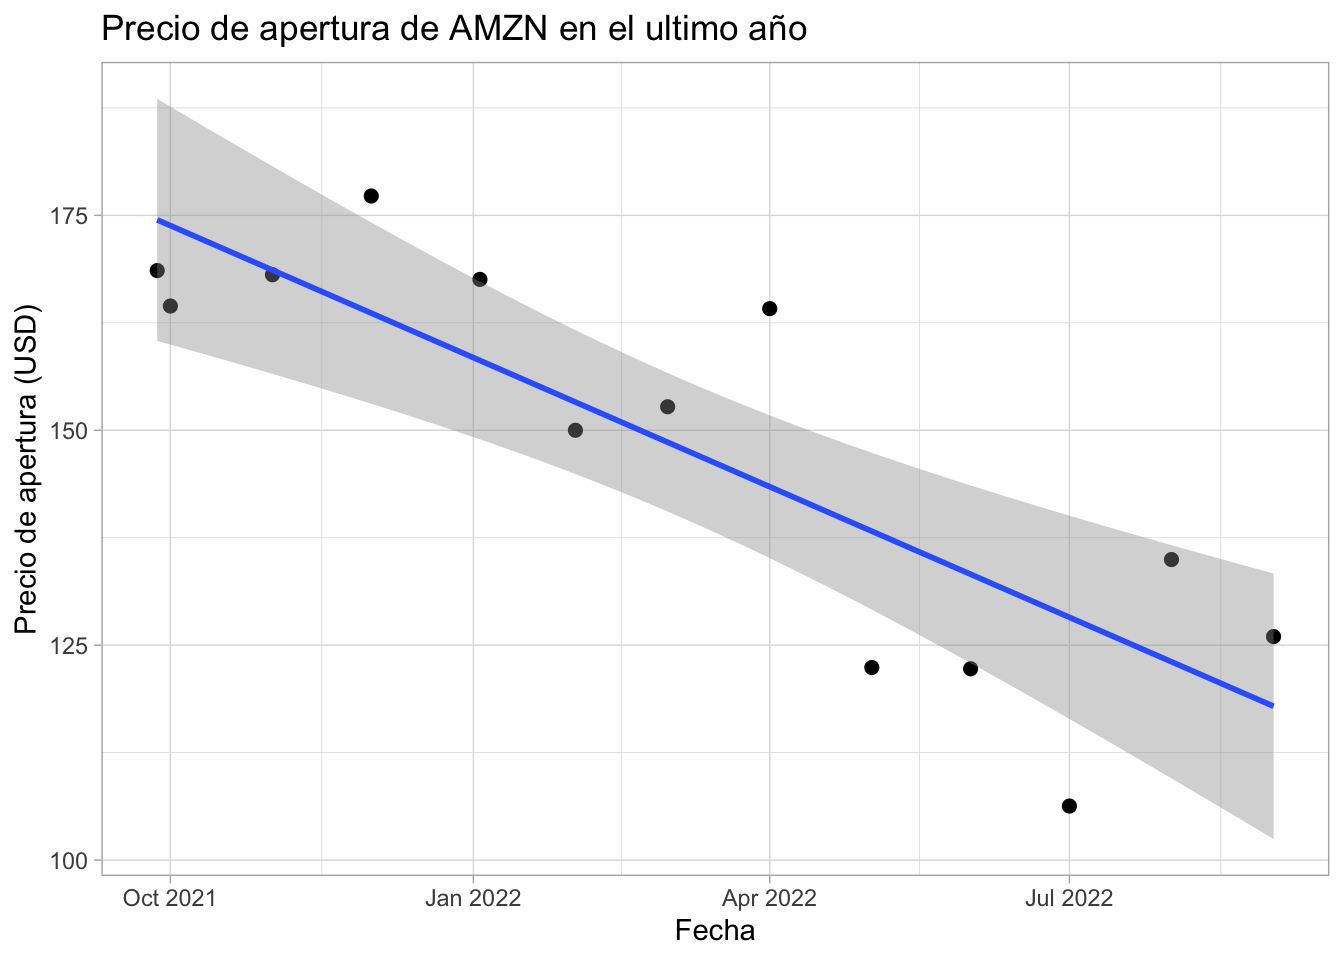 Precio de apertura de AMZN en el ultimo año
Precio de apertura (USD)
175
150
125
100
Oct 2021
Jan 2022
Apr 2022
Jul 2022
Fecha